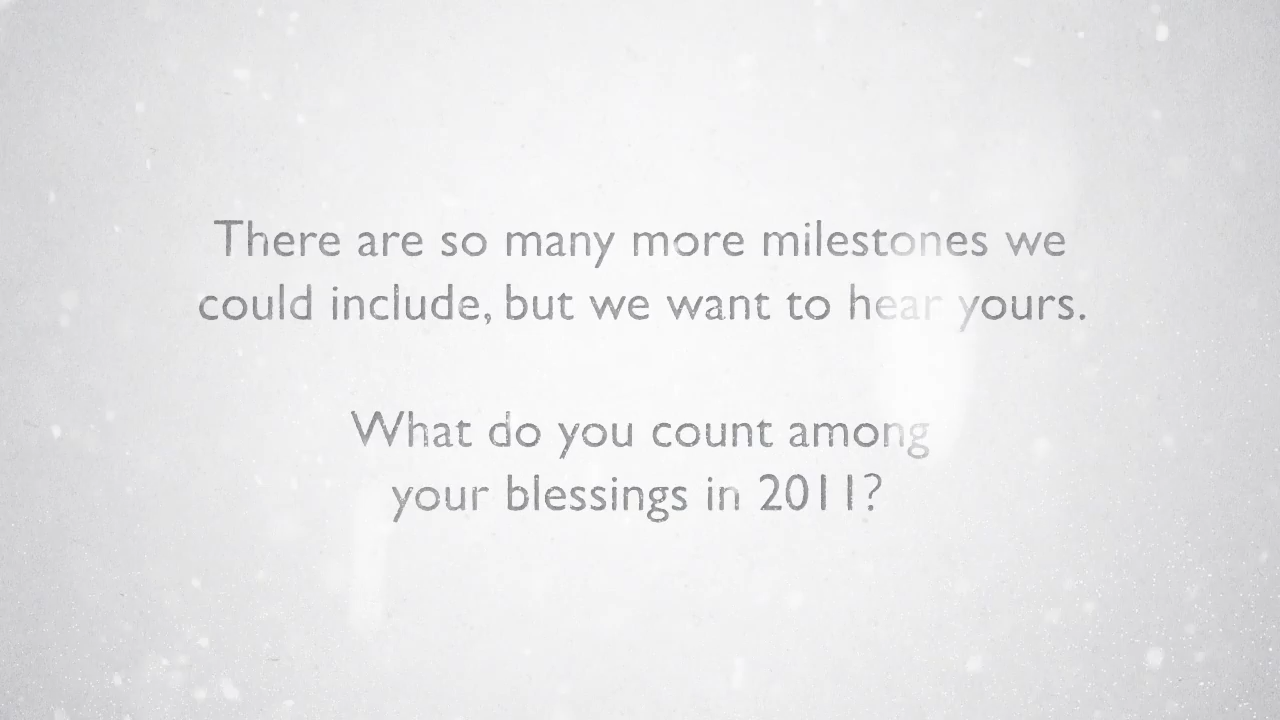 There are so many more milestones we
could include, but we want to hear yours.
What do you count among
your blessings in 2011?